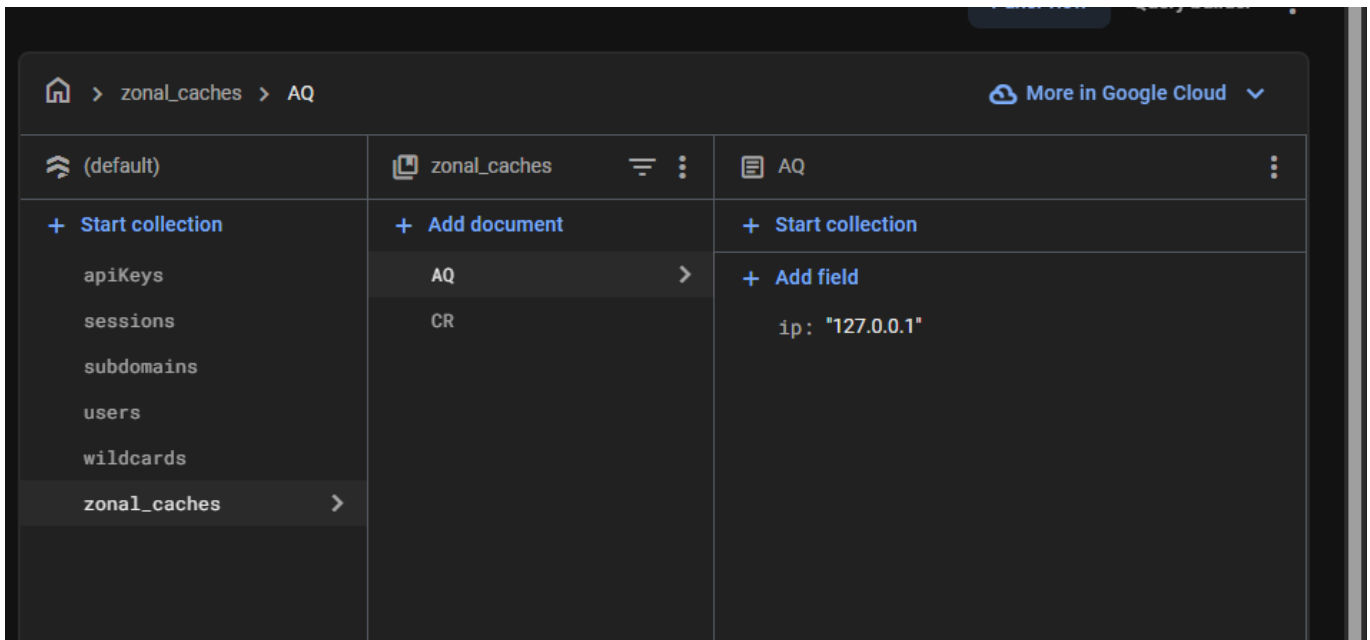 zonal_caches > AQ
More in Google Cloud
(default)
zonal_caches
AQ
+ Start collection
+ Add document
+ Start collection
apiKeys
sessions
subdomains
users
wildcards
zonal_caches
AQ
CR
+ Add field
ip: "127.0.0.1"